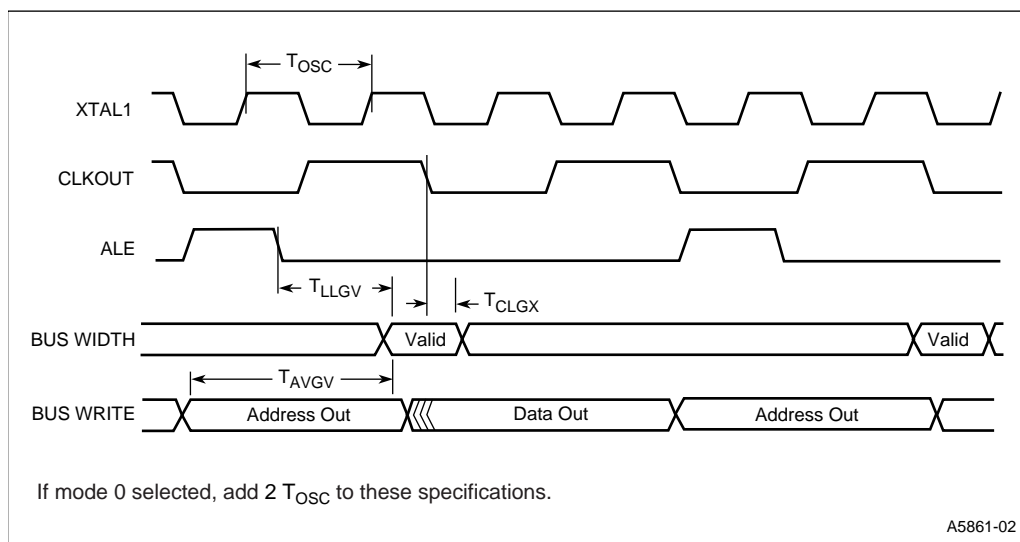 TOSC
XTAL1
CLKOUT
ALE
TLLGV
TCLGX
BUS WIDTH
Valid
Valid
TAVGV
BUS WRITE
Address Out
Data Out
Address Out
If mode 0 selected, add 2 TOSC to these specifications.
A5861-02